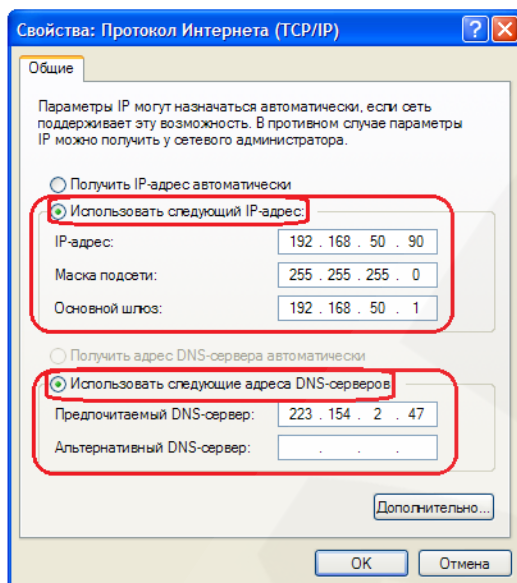 Свойства: Протокол Интернета (TCP/IP)
Общие
Параметры IP могут назначаться автоматически, если сеть
поддерживает эту возможность. В противном случае параметры
IP можно получить у сетевого администратора.
Получить IP-адрес автоматически
Использовать следующий IP-адрес:
IP-адрес: 192 . 168 . 50 . 90
Маска подсети: 255 . 255 . 255 . 0
Основной шлюз: 192 . 168 . 50 . 1
Получить адрес DNS-сервера автоматически
Использовать следующие адреса DNS-серверов
Предпочитаемый DNS-сервер: 223 . 154 . 2 . 47
Альтернативный DNS-сервер: . . .
Дополнительно...
OK Отмена